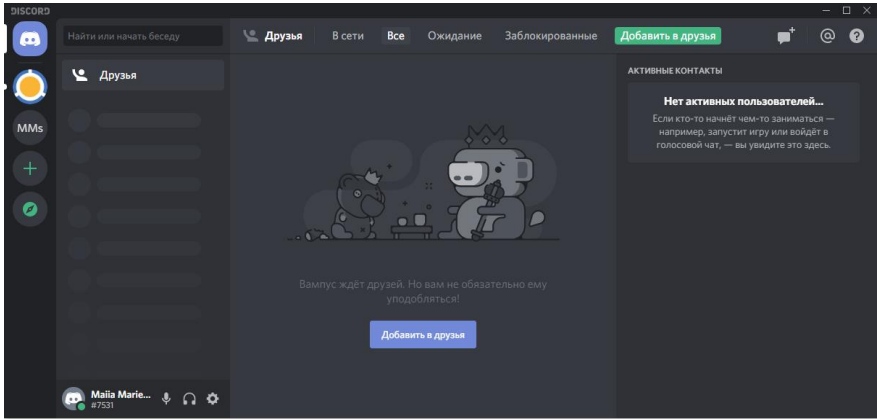 DISCORD
Найти или начать беседу
Друзья
В сети
Все
Ожидание
Заблокированные
Добавить в друзья
Друзья
MMs
АКТИВНЫЕ КОНТАКТЫ
Нет активных пользователей...
Если кто-то начнёт чем-то заниматься —
например, запустит игру или войдёт в
голосовой чат, — вы увидите это здесь.
Вампус ждёт друзей. Но вам не обязательно ему
уподобляться!
Добавить в друзья
Maiia Marie...
#7531